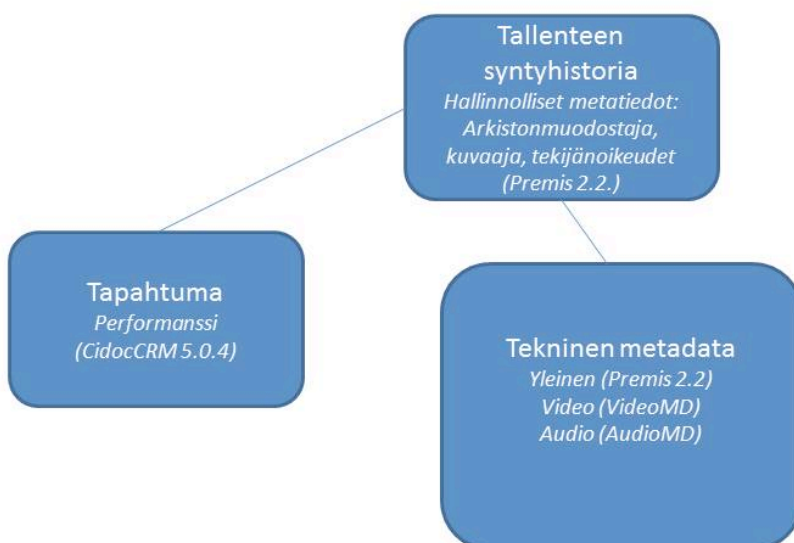 Tallenteen
syntyhistoria
Hallinnolliset metatiedot:
Arkistonmuodostaja,
kuvaaja, tekijänoikeudet
(Premis 2.2.)
Tapahtuma
Performanssi
(CidocCRM 5.0.4)
Tekninen metadata
Yleinen (Premis 2.2)
Video (VideoMD)
Audio (AudioMD)